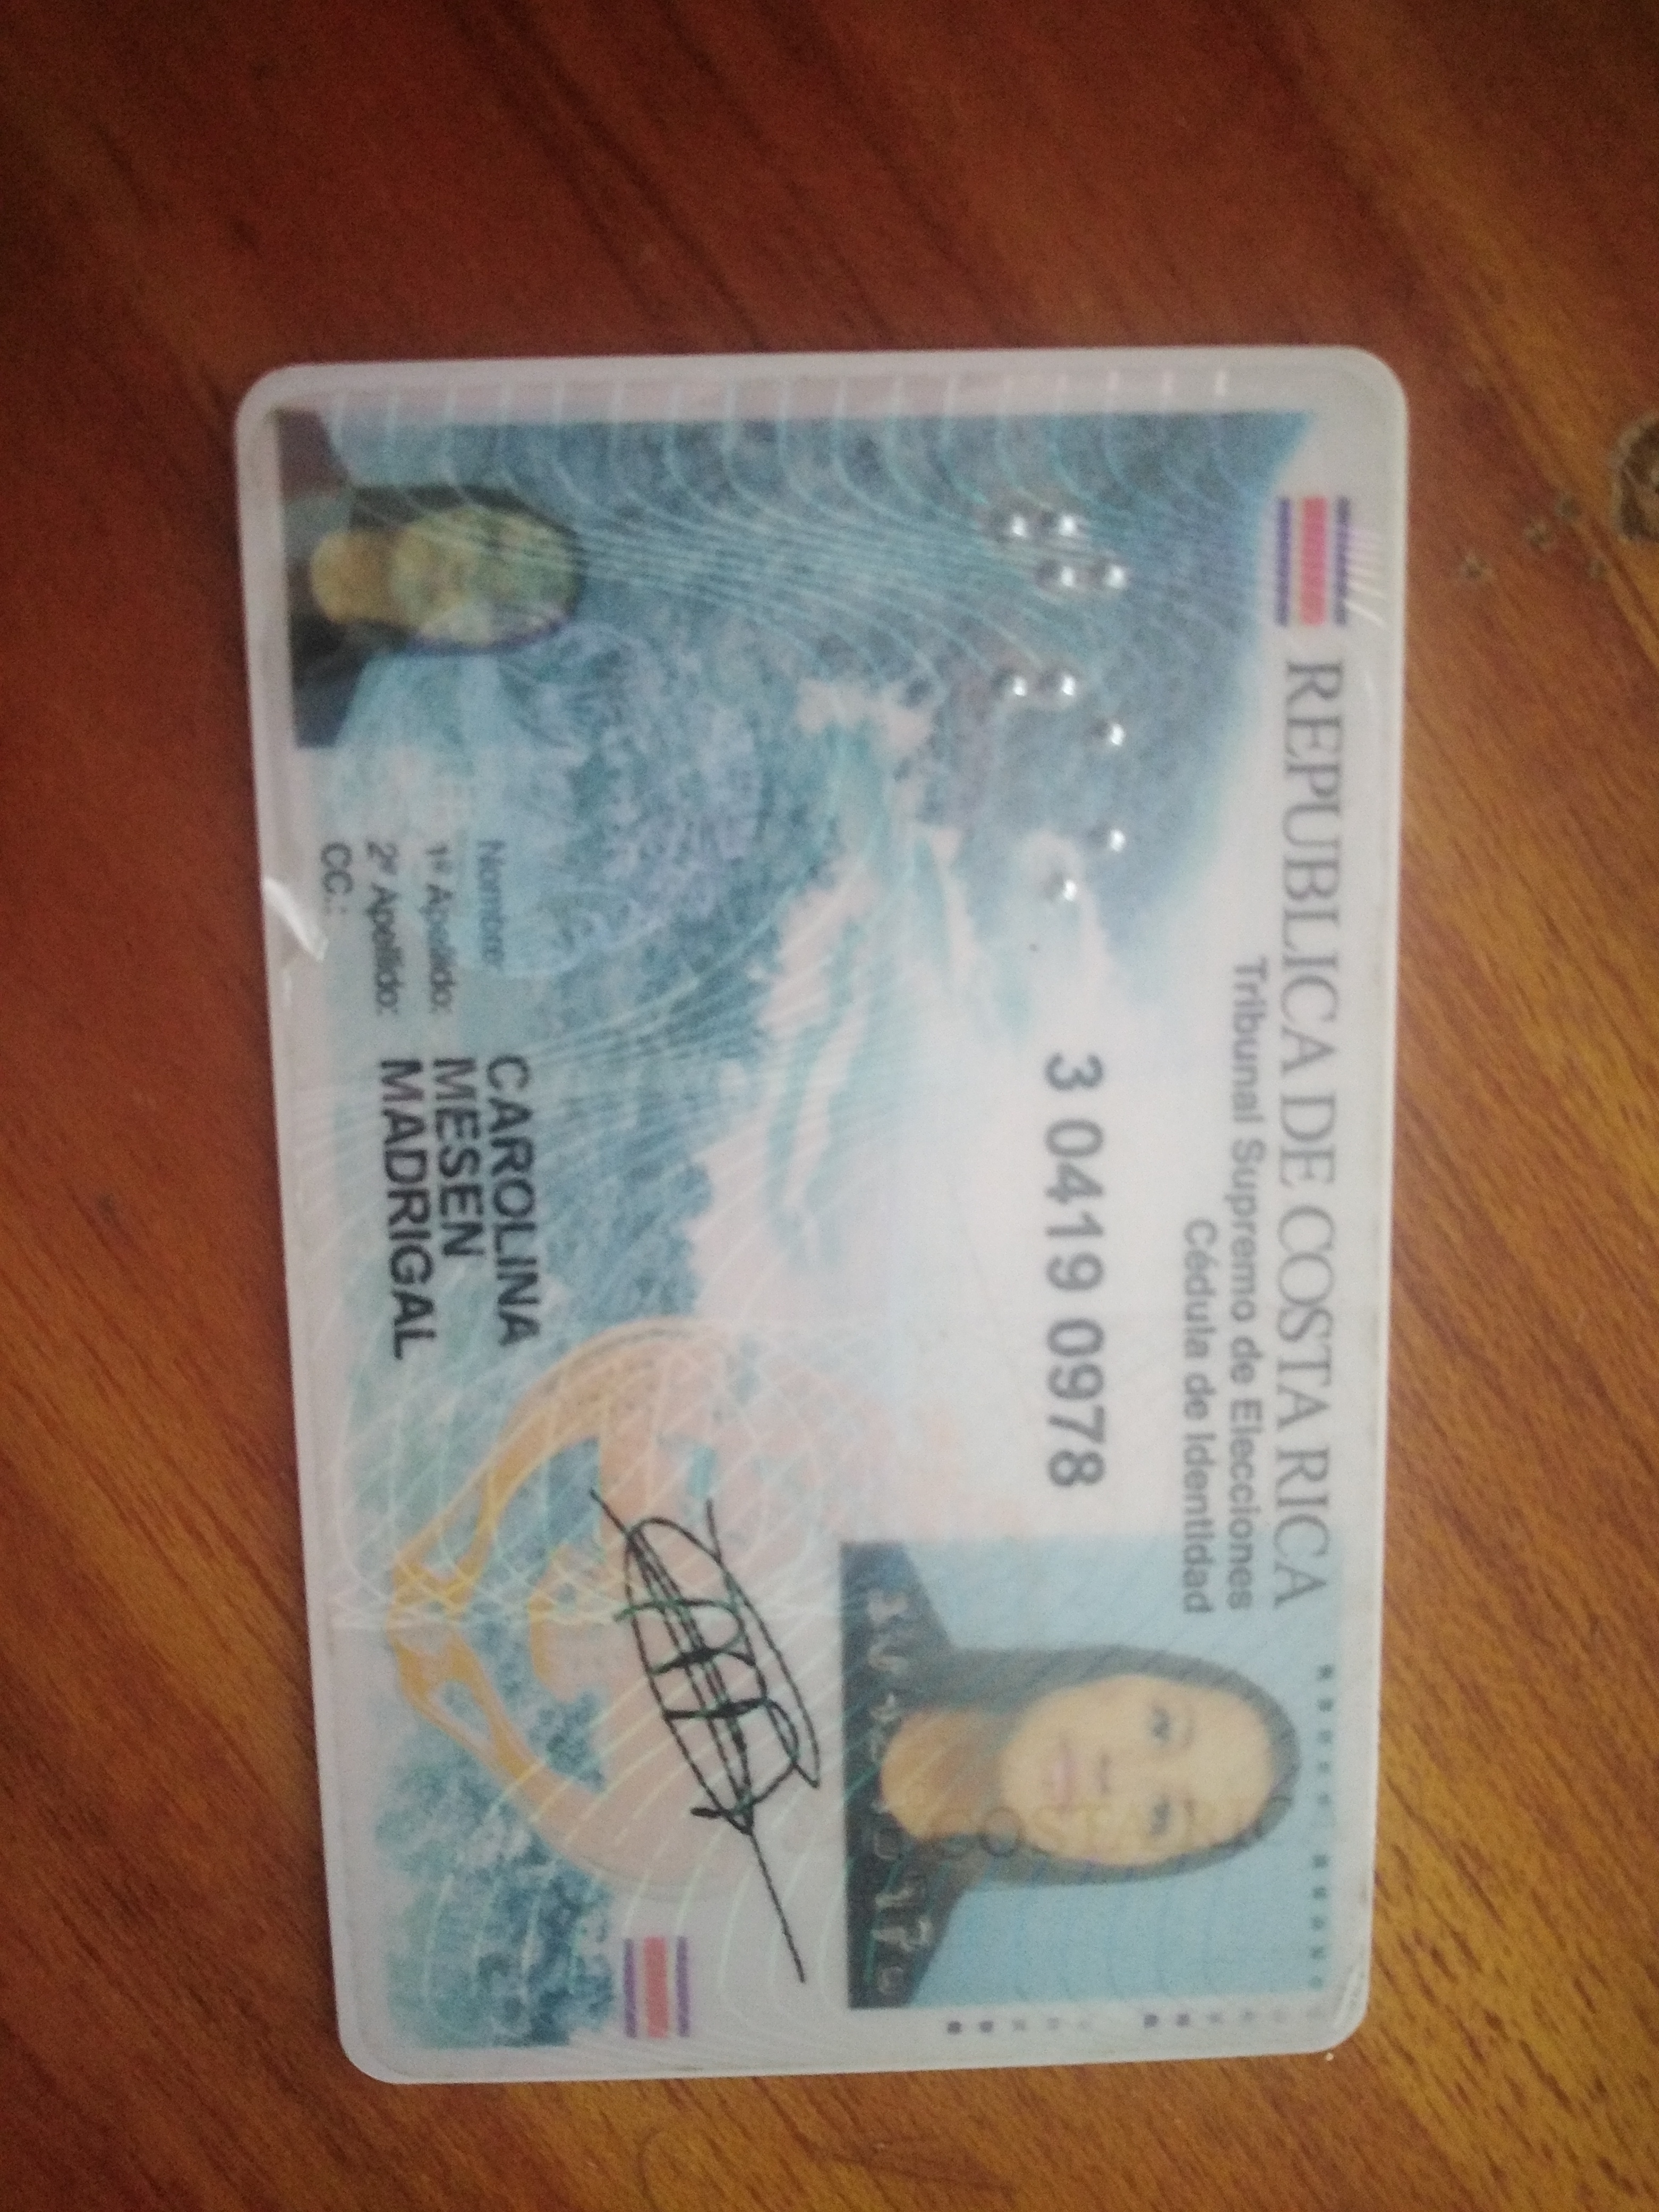 REPUBLICA DE COSTA RICA
Tribunal Supremo de Elecciones
Cédula de Identidad
3 0419 0978
COSTA RI
Nombre: CAROLINA
1º Apellido: MESEN
2º Apellido: MADRIGAL
CC.: